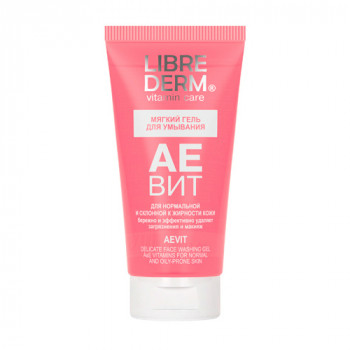 LIBRE
DERM®
vitamin care
МЯГКИЙ ГЕЛЬ
ДЛЯ УМЫВАНИЯ
АЕ
ВИТ
ДЛЯ НОРМАЛЬНОЙ
И СКЛОННОЙ К ЖИРНОСТИ КОЖИ
бережно и эффективно удаляет
загрязнения и макияж
AEVIT
DELICATE FACE WASHING GEL
A&E VITAMINS FOR NORMAL
AND OILY-PRONE SKIN